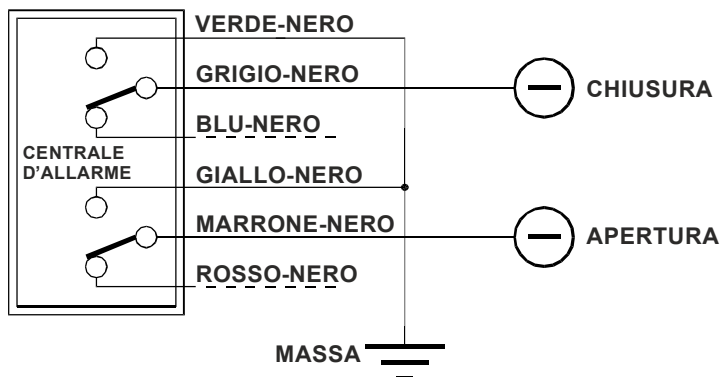 VERDE-NERO
GRIGIO-NERO
CHIUSURA
BLU-NERO
CENTRALE
D'ALLARME
GIALLO-NERO
MARRONE-NERO
APERTURA
ROSSO-NERO
MASSA